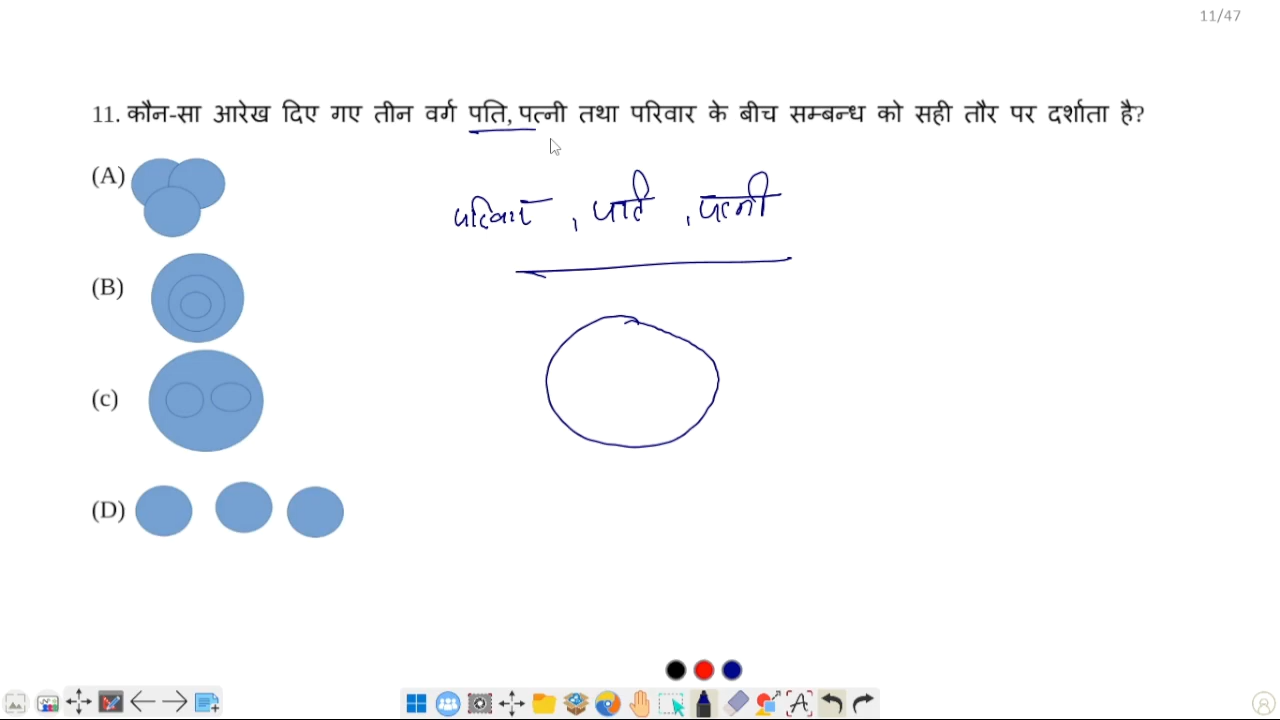 11/47
11. कौन-सा आरेख दिए गए तीन वर्ग पति, पत्नी तथा परिवार के बीच सम्बन्ध को सही तौर पर दर्शाता है?
(A)
परिवार, पति, पत्नी
(B)
(c)
(D)